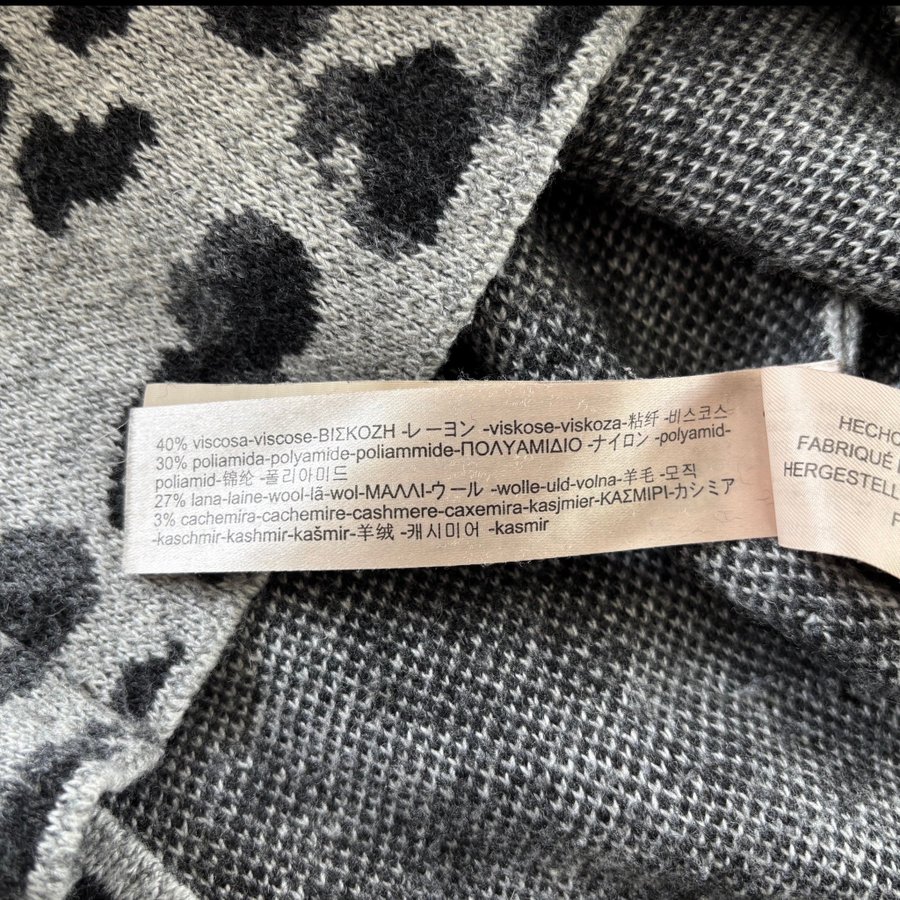 40% viscosa-viscose-ΒΙΣΚΟΖΗ -レーヨン -viskose-viskoza-粘纤 -비스코스
30% poliamida-polyamide-poliammide-ΠΟΛΥΑΜΙΔΙΟ -ナイロン -polyamid-
poliamid-锦纶 -폴리아미드
27% lana-laine-wool-lã-wol-ΜΑΛΛΙ-ウール -wolle-uld-volna-羊毛 -모직
3% cachemira-cachemire-cashmere-caxemira-kasjmier-ΚΑΣΜΙΡΙ-カシミア
-kaschmir-kashmir-kašmir-羊绒 -캐시미어 -kasmir
HECHO
FABRIQUÉ
HERGESTELL